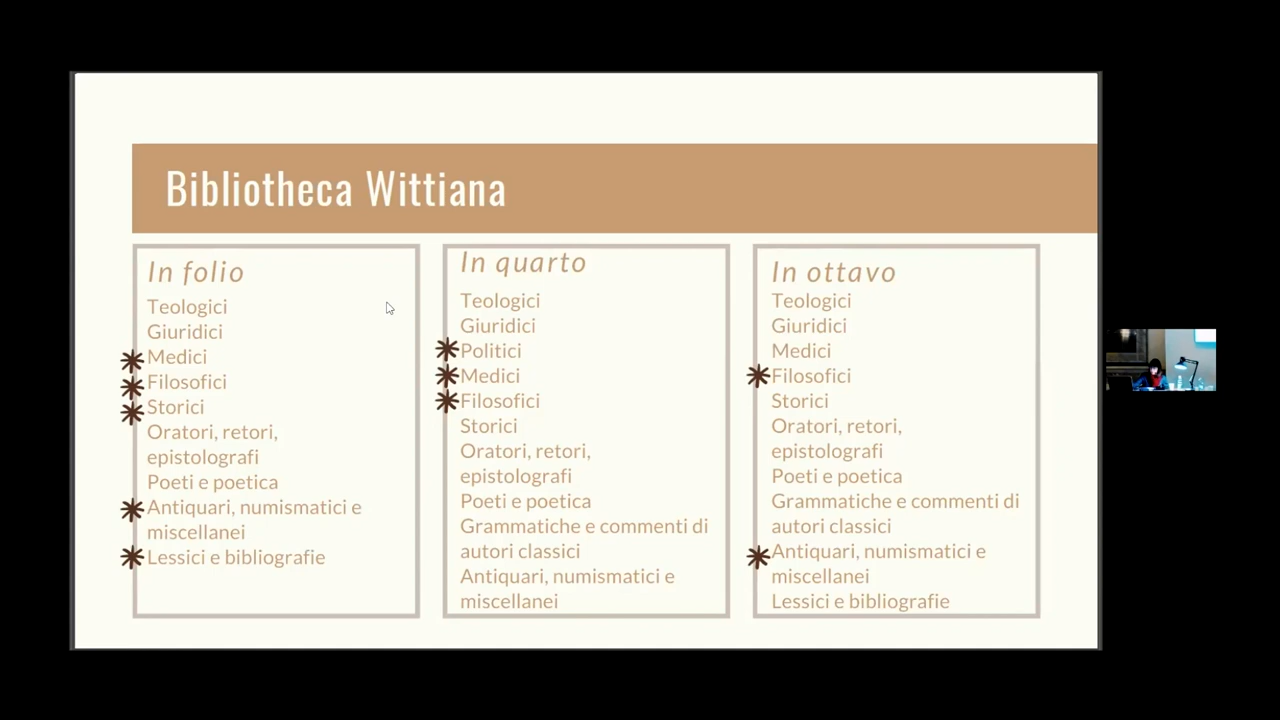 Bibliotheca Wittiana
In folio
Teologici
Giuridici
Medici
Filosofici
Storici
Oratori, retori,
epistolografi
Poeti e poetica
Antiquari, numismatici e
miscellanei
Lessici e bibliografie
In quarto
Teologici
Giuridici
Politici
Medici
Filosofici
Storici
Oratori, retori,
epistolografi
Poeti e poetica
Grammatiche e commenti di
autori classici
Antiquari, numismatici e
miscellanei
In ottavo
Teologici
Giuridici
Medici
Filosofici
Storici
Oratori, retori,
epistolografi
Poeti e poetica
Grammatiche e commenti di
autori classici
Antiquari, numismatici e
miscellanei
Lessici e bibliografie